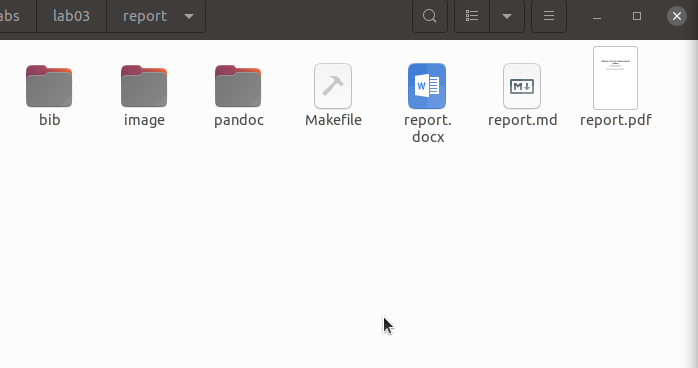 abs
lab03
report
bib
image
pandoc
Makefile
report.
docx
report.md
report.pdf
W
M